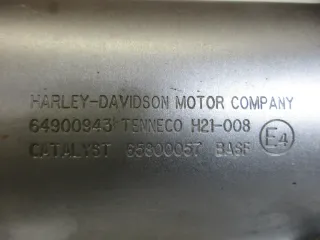 HARLEY-DAVIDSON MOTOR COMPANY
64900943 TENNECO H21-008
CATALYST 65800057 BASF E4